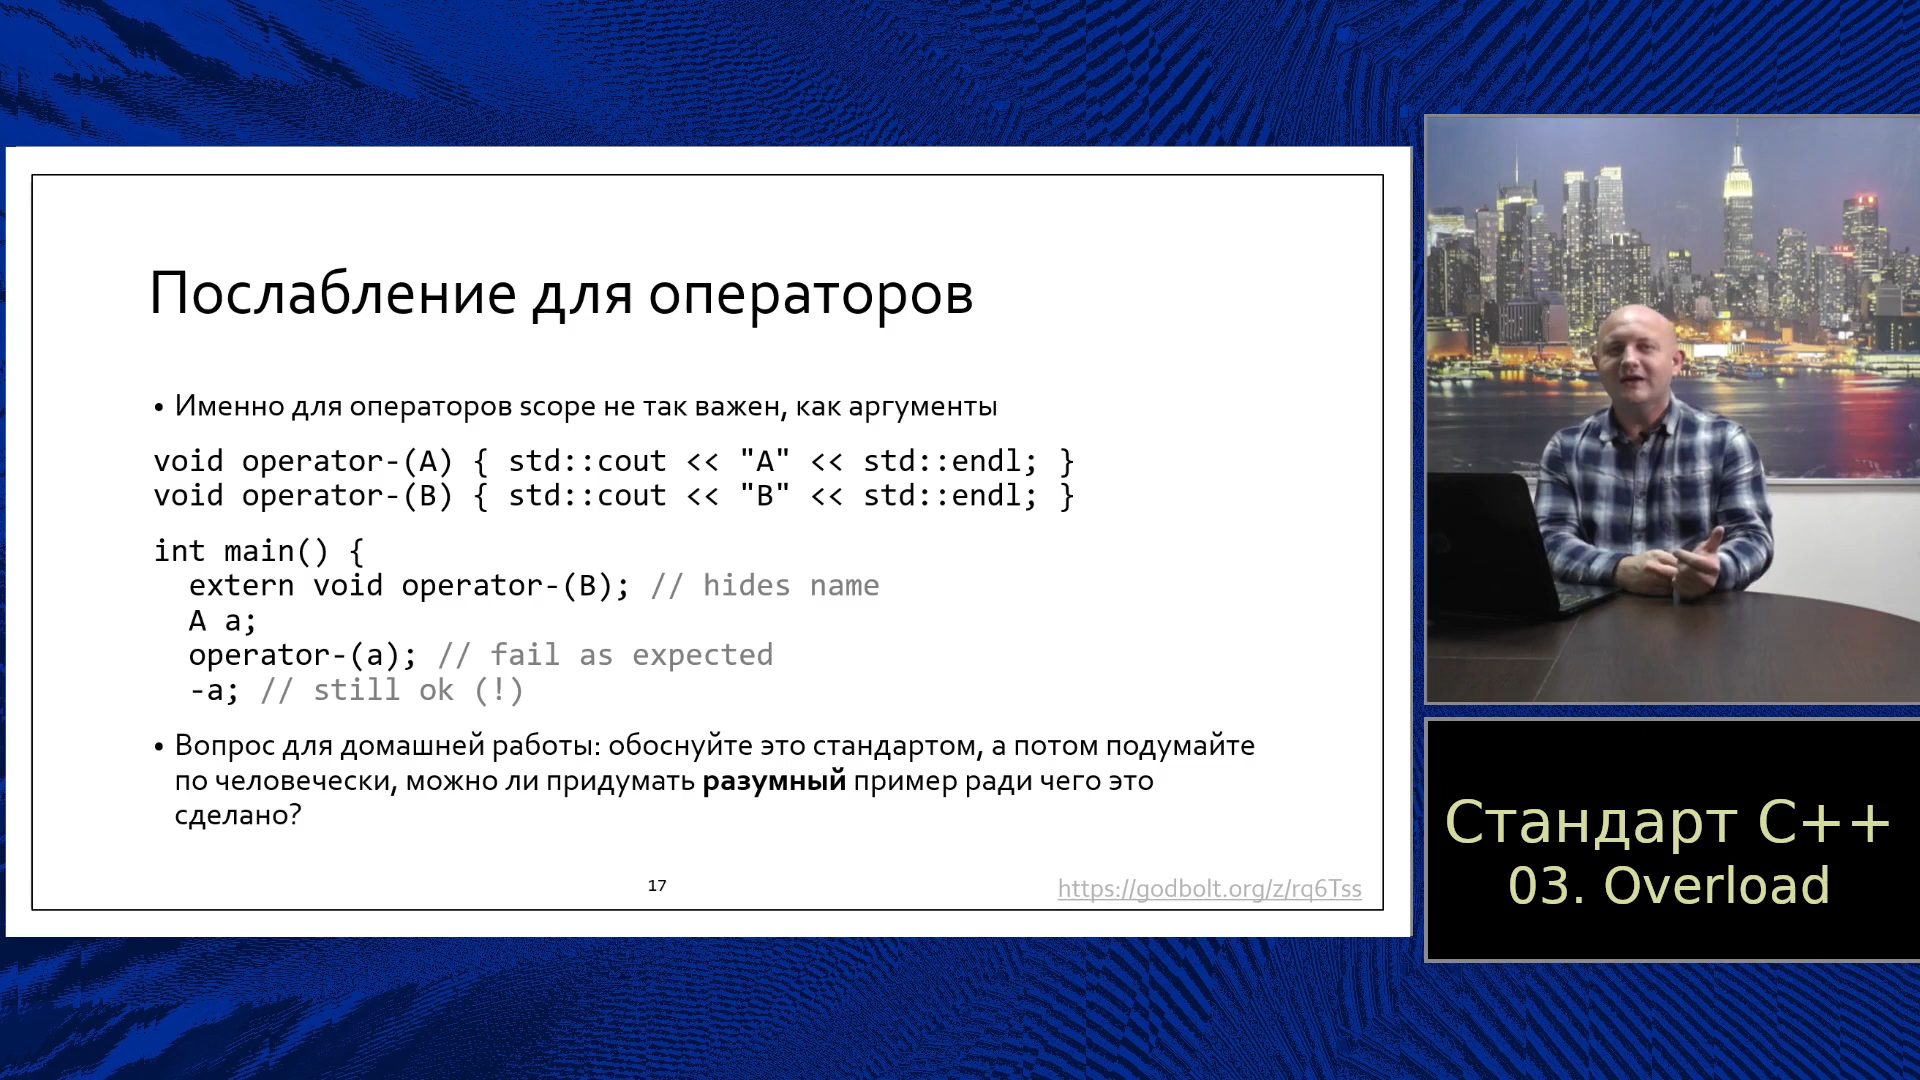 Послабление для операторов
• Именно для операторов scope не так важен, как аргументы
void operator-(A) { std::cout << "A" << std::endl; }
void operator-(B) { std::cout << "B" << std::endl; }
int main() {
  extern void operator-(B); // hides name
  A a;
  operator-(a); // fail as expected
  -a; // still ok (!)
• Вопрос для домашней работы: обоснуйте это стандартом, а потом подумайте
по человечески, можно ли придумать разумный пример ради чего это
сделано?
17
https://godbolt.org/z/rq6Tss
Стандарт C++
03. Overload